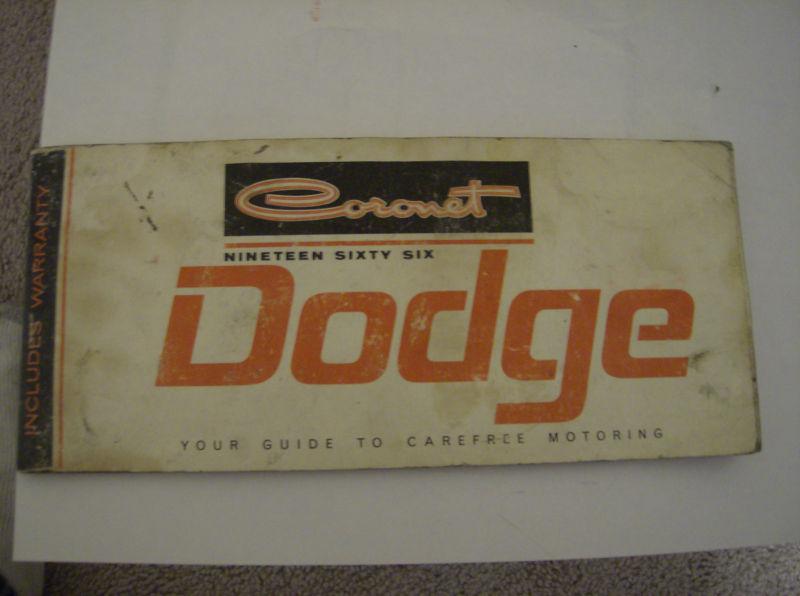 Coronet
NINETEEN SIXTY SIX
Dodge
YOUR GUIDE TO CAREFREE MOTORING
INCLUDES WARRANTY